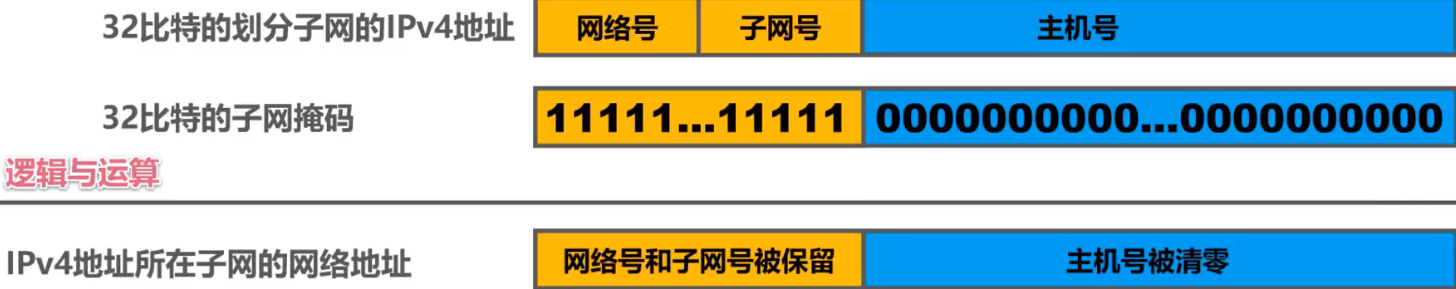 32比特的划分子网的IPv4地址 网络号 子网号 主机号
32比特的子网掩码 11111...11111 0000000000...0000000000
逻辑与运算
IPv4地址所在子网的网络地址 网络号和子网号被保留 主机号被清零